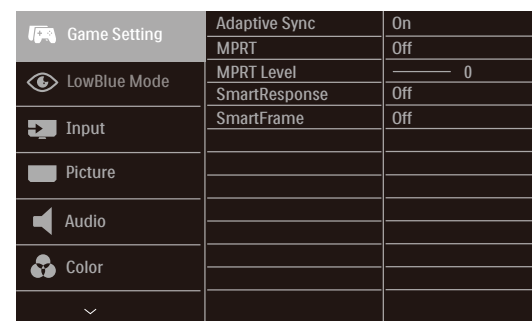 Game Setting
Adaptive Sync On
MPRT Off
LowBlue Mode
MPRT Level 0
SmartResponse Off
Input
SmartFrame Off
Picture
Audio
Color